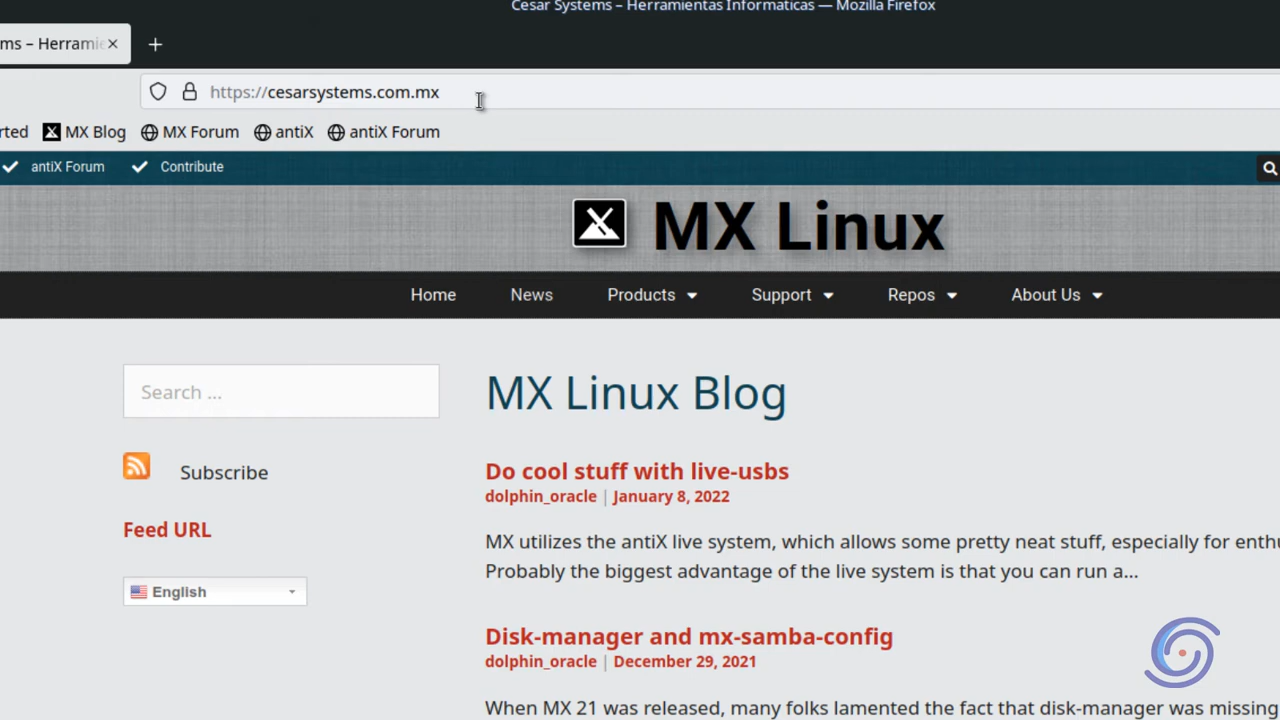 Cesar Systems – Herramientas Informaticas — Mozilla Firefox
ms – Herrami
https://cesarsystems.com.mx
rted MX Blog MX Forum antiX antiX Forum
antiX Forum Contribute
MX Linux
Home News Products Support Repos About Us
Search ...
MX Linux Blog
Do cool stuff with live-usbs
dolphin_oracle | January 8, 2022
Subscribe
Feed URL
MX utilizes the antiX live system, which allows some pretty neat stuff, especially for enthu
Probably the biggest advantage of the live system is that you can run a...
English
Disk-manager and mx-samba-config
dolphin_oracle | December 29, 2021
When MX 21 was released, many folks lamented the fact that disk-manager was missing